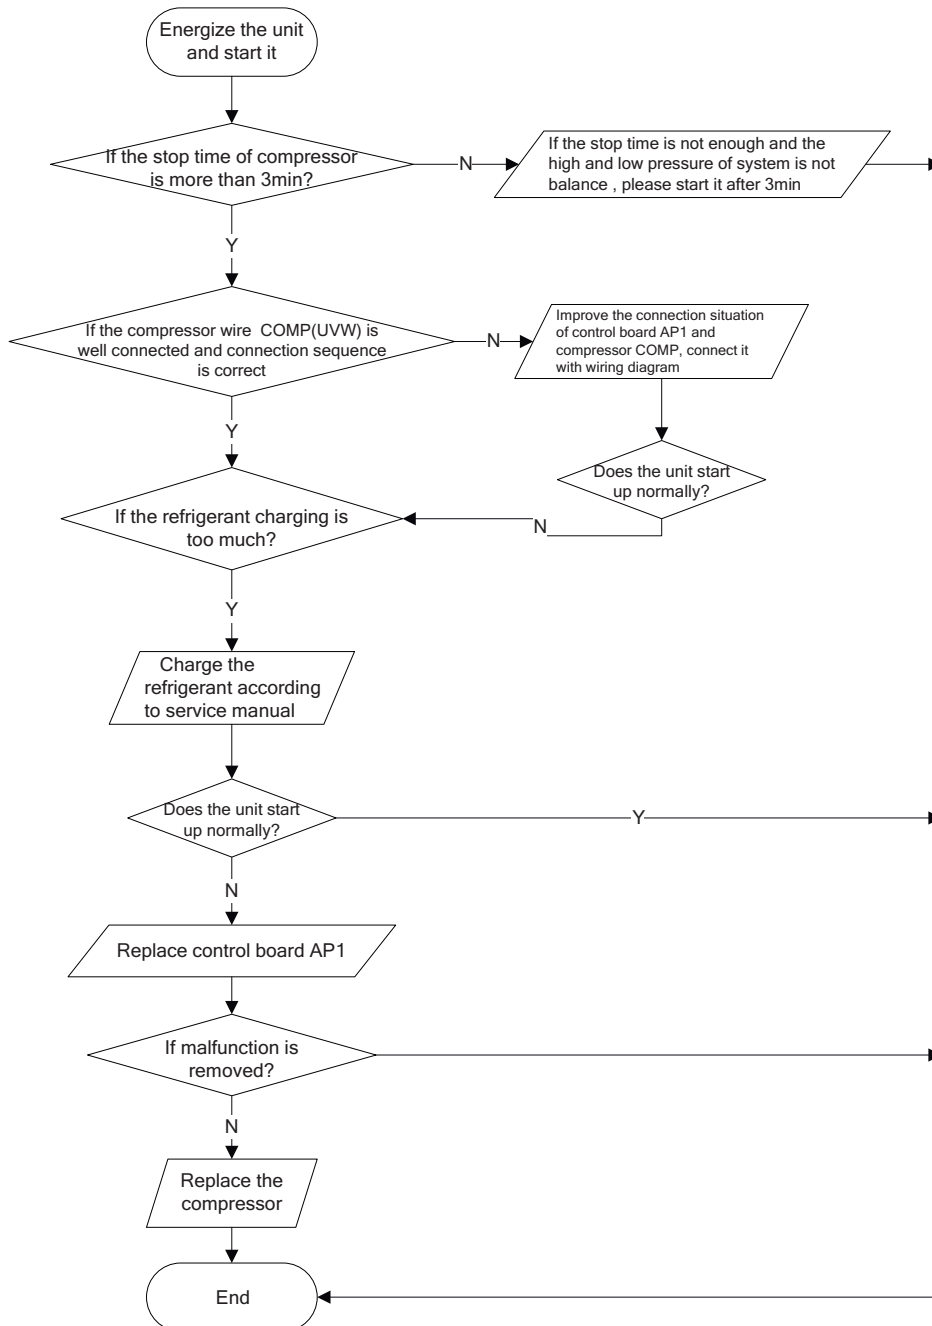 Energize the unit
and start it
If the stop time of compressor
is more than 3min?
N
If the stop time is not enough and the
high and low pressure of system is not
balance , please start it after 3min
Y
If the compressor wire COMP(UVW) is
well connected and connection sequence
is correct
N
Improve the connection situation
of control board AP1 and
compressor COMP, connect it
with wiring diagram
Y
Does the unit start
up normally?
If the refrigerant charging is
too much?
N
Y
Charge the
refrigerant according
to service manual
Does the unit start
up normally?
Y
N
Replace control board AP1
If malfunction is
removed?
N
Replace the
compressor
End